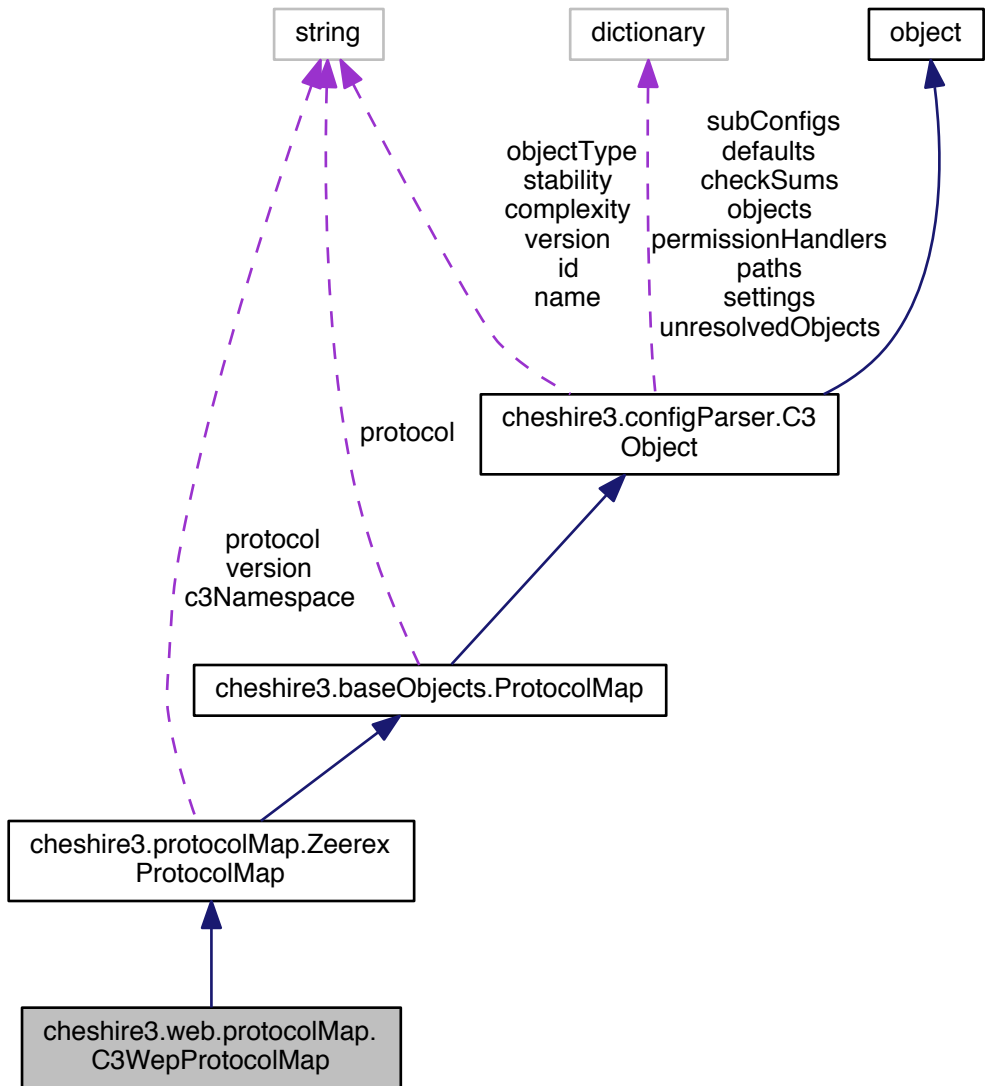 string
dictionary
object
objectType
stability
complexity
version
id
name
subConfigs
defaults
checkSums
objects
permissionHandlers
paths
settings
unresolvedObjects
cheshire3.configParser.C3
Object
protocol
protocol
version
c3Namespace
cheshire3.baseObjects.ProtocolMap
cheshire3.protocolMap.Zeerex
ProtocolMap
cheshire3.web.protocolMap.
C3WepProtocolMap